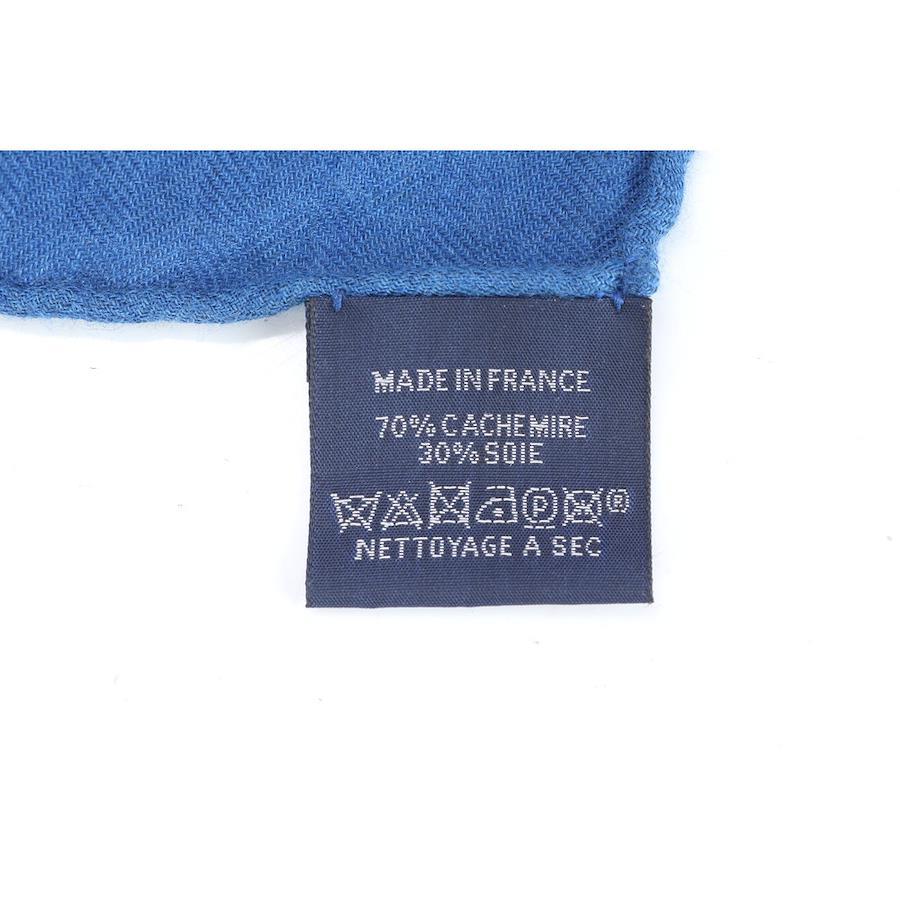 MADE IN FRANCE
70% CACHEMIRE
30% SOIE
P ®
NETTOYAGE A SEC